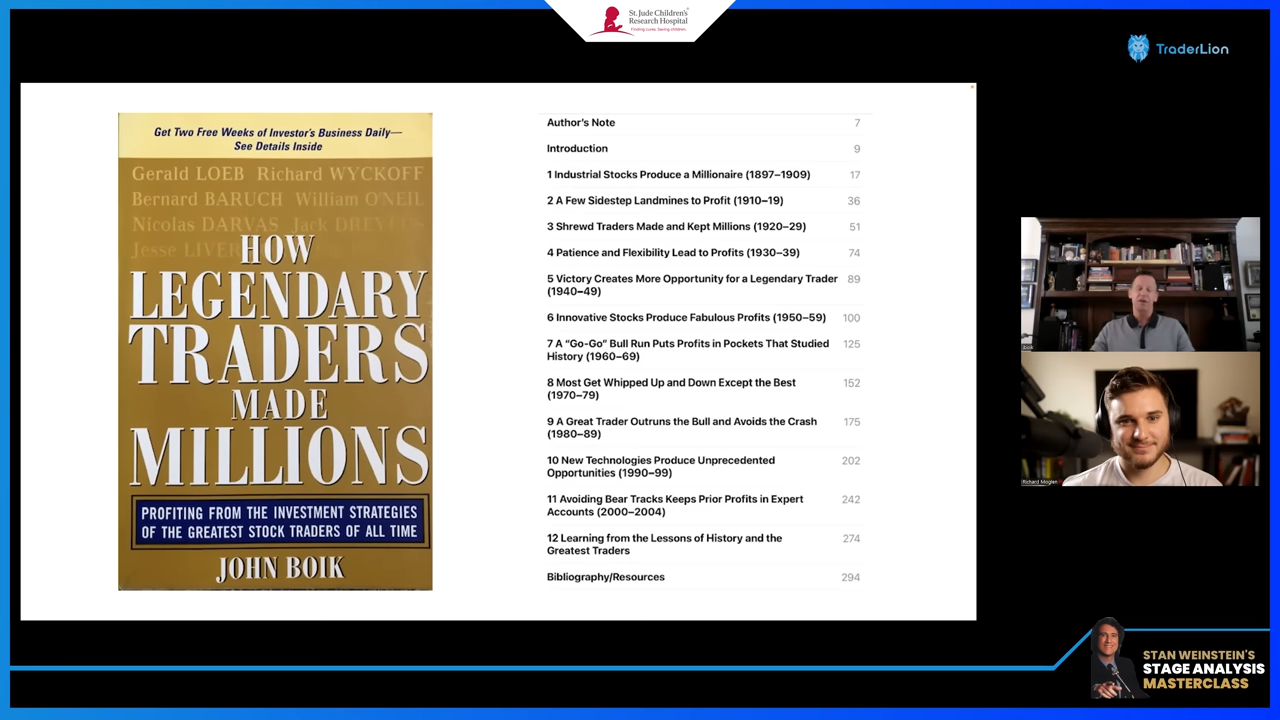 St. Jude Children's
Research Hospital
Finding cures. Saving children.
TraderLion
Get Two Free Weeks of Investor's Business Daily—
See Details Inside
Gerald LOEB Richard WYCKOFF
Bernard BARUCH William O'NEIL
Nicolas DARVAS Jack DREYFUS
Jesse LIVER
HOW
LEGENDARY
TRADERS
MADE
MILLIONS
PROFITING FROM THE INVESTMENT STRATEGIES
OF THE GREATEST STOCK TRADERS OF ALL TIME
JOHN BOIK
Author's Note 7
Introduction 9
1 Industrial Stocks Produce a Millionaire (1897–1909) 17
2 A Few Sidestep Landmines to Profit (1910–19) 36
3 Shrewd Traders Made and Kept Millions (1920–29) 51
4 Patience and Flexibility Lead to Profits (1930–39) 74
5 Victory Creates More Opportunity for a Legendary Trader 89
(1940–49)
6 Innovative Stocks Produce Fabulous Profits (1950–59) 100
7 A “Go-Go” Bull Run Puts Profits in Pockets That Studied 125
History (1960–69)
8 Most Get Whipped Up and Down Except the Best 152
(1970–79)
9 A Great Trader Outruns the Bull and Avoids the Crash 175
(1980–89)
10 New Technologies Produce Unprecedented 202
Opportunities (1990–99)
11 Avoiding Bear Tracks Keeps Prior Profits in Expert 242
Accounts (2000–2004)
12 Learning from the Lessons of History and the 274
Greatest Traders
Bibliography/Resources 294
jboik
Richard Moglen
STAN WEINSTEIN'S
STAGE ANALYSIS
MASTERCLASS